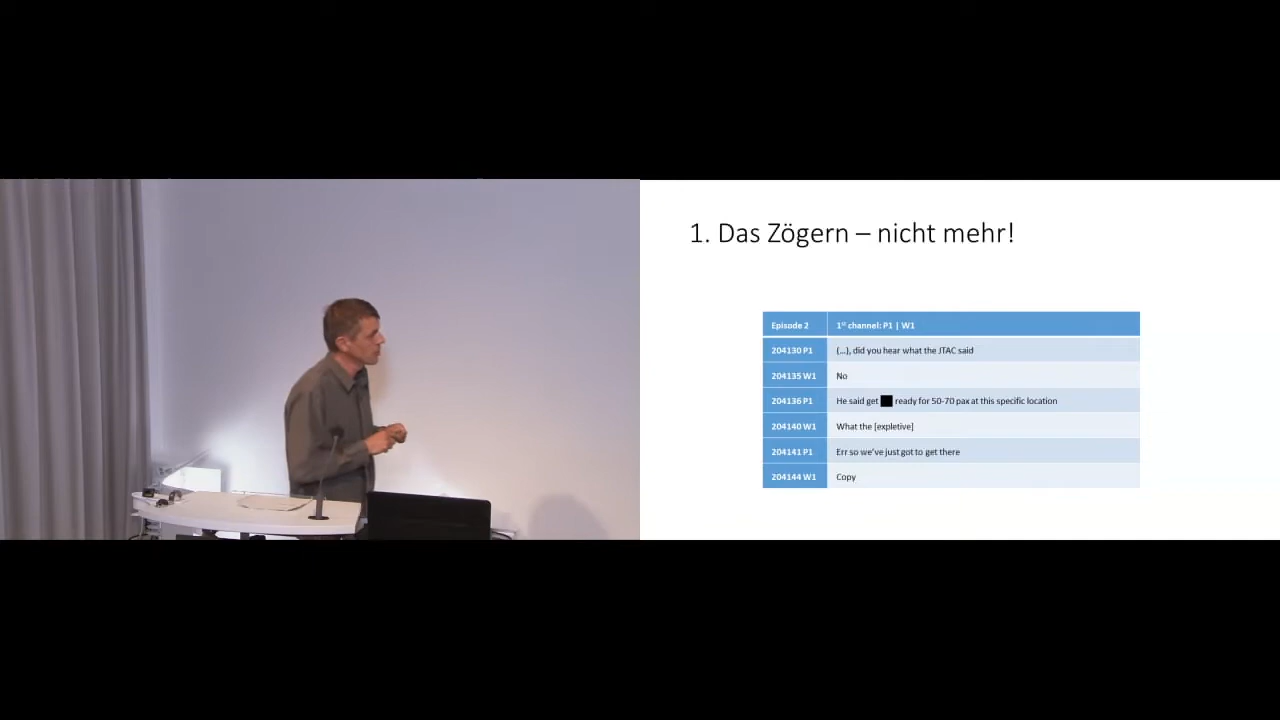 1. Das Zögern – nicht mehr!
Episode 2 1st channel: P1 | W1
204130 P1 (...), did you hear what the JTAC said
204135 W1 No
204136 P1 He said get ready for 50-70 pax at this specific location
204140 W1 What the [expletive]
204141 P1 Err so we've just got to get there
204144 W1 Copy